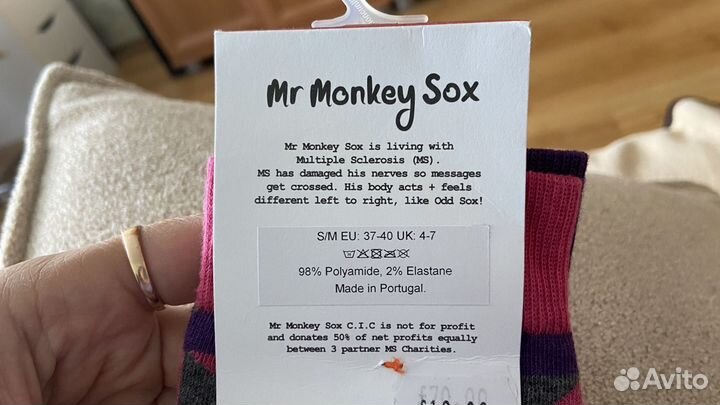 Mr Monkey Sox
Mr Monkey Sox is living with
Multiple Sclerosis (MS).
MS has damaged his nerves so messages
get crossed. His body acts + feels
different left to right, like Odd Sox!
S/M EU: 37-40 UK: 4-7
98% Polyamide, 2% Elastane
Made in Portugal.
Mr Monkey Sox C.I.C is not for profit
and donates 50% of net profits equally
between 3 partner MS Charities.
Avito